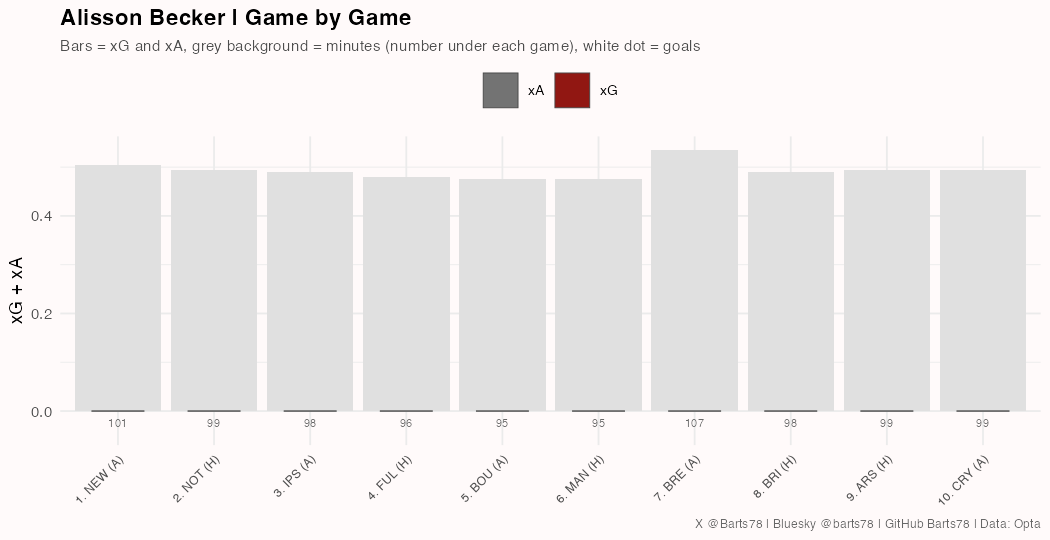 Alisson Becker | Game by Game
Bars = xG and xA, grey background = minutes (number under each game), white dot = goals
xA xG
xG + xA
0.4
0.2
0.0
101 99 98 96 95 95 107 98 99 99
1. NEW (A) 2. NOT (H) 3. IPS (A) 4. FUL (H) 5. BOU (A) 6. MAN (H) 7. BRE (A) 8. BRI (H) 9. ARS (H) 10. CRY (A)
X @Barts78 | Bluesky @barts78 | GitHub Barts78 | Data: Opta